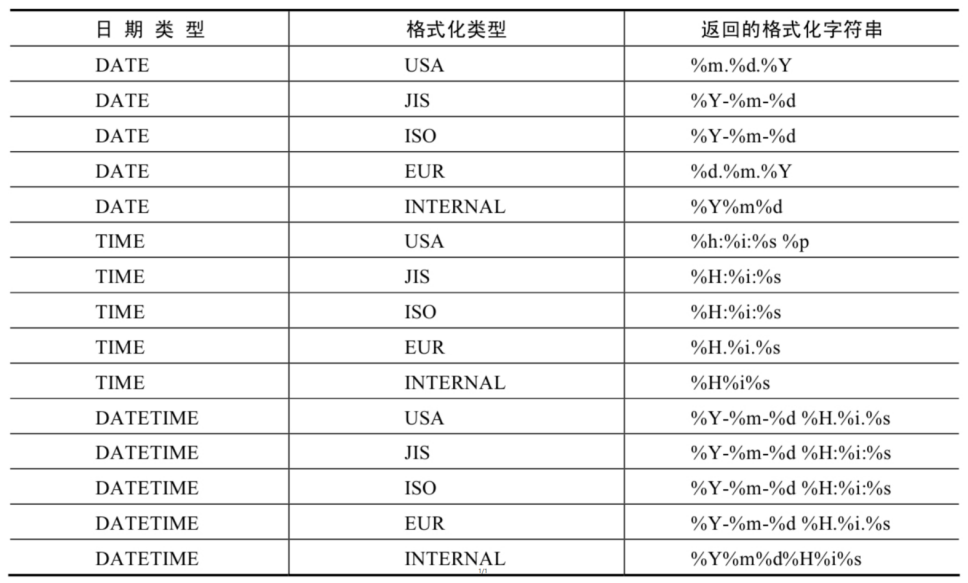 日 期 类 型 格式化类型 返回的格式化字符串
DATE USA %m.%d.%Y
DATE JIS %Y-%m-%d
DATE ISO %Y-%m-%d
DATE EUR %d.%m.%Y
DATE INTERNAL %Y%m%d
TIME USA %h:%i:%s %p
TIME JIS %H:%i:%s
TIME ISO %H:%i:%s
TIME EUR %H.%i.%s
TIME INTERNAL %H%i%s
DATETIME USA %Y-%m-%d %H.%i.%s
DATETIME JIS %Y-%m-%d %H:%i:%s
DATETIME ISO %Y-%m-%d %H:%i:%s
DATETIME EUR %Y-%m-%d %H.%i.%s
DATETIME INTERNAL %Y%m%d%H%i%s
1/1